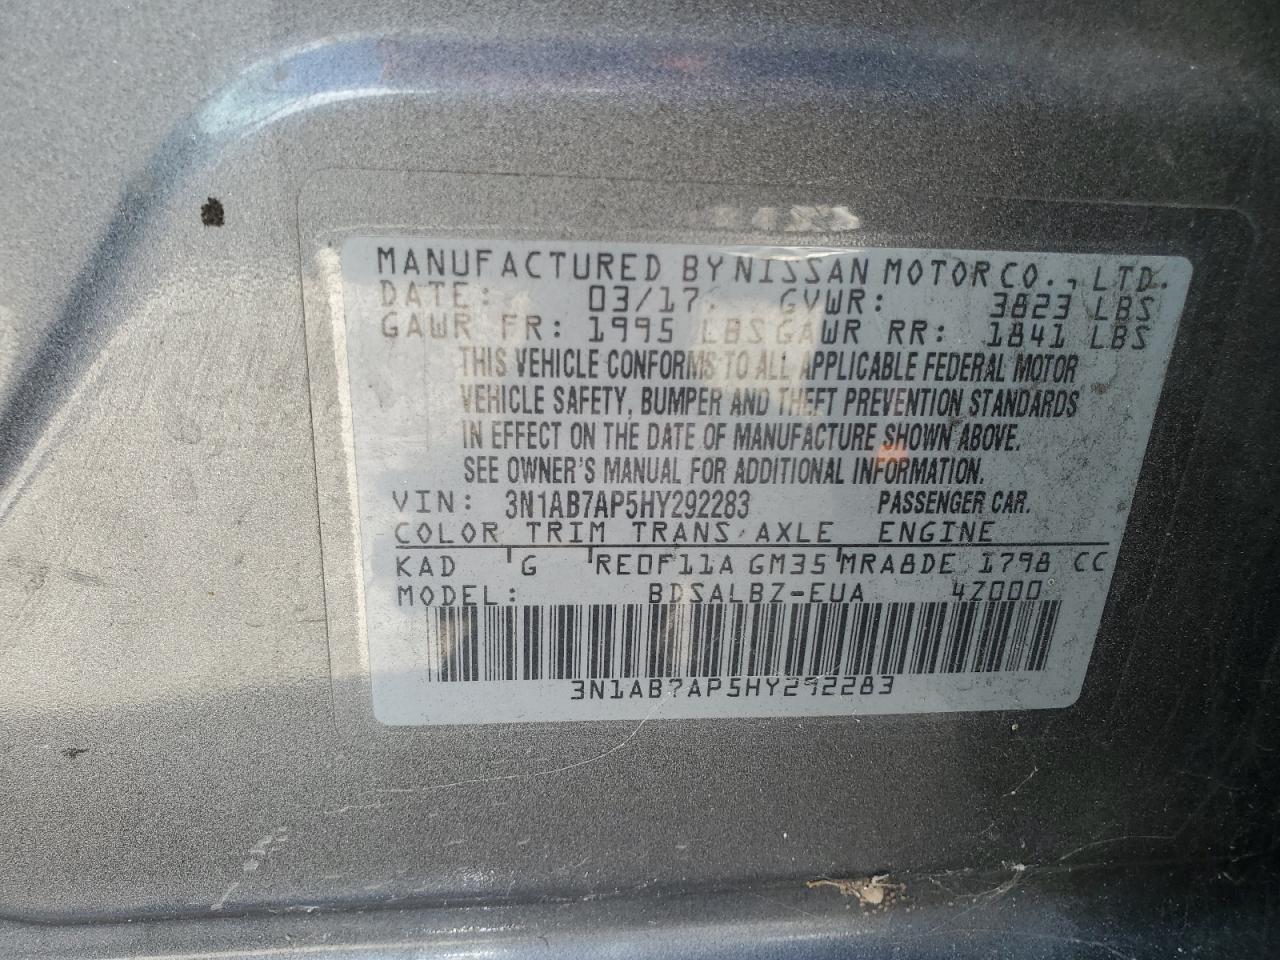 MANUFACTURED BY NISSAN MOTOR CO., LTD.
DATE: 03/17 GVWR: 3823 LBS
GAWR FR: 1995 LBS GAWR RR: 1841 LBS
THIS VEHICLE CONFORMS TO ALL APPLICABLE FEDERAL MOTOR
VEHICLE SAFETY, BUMPER AND THEFT PREVENTION STANDARDS
IN EFFECT ON THE DATE OF MANUFACTURE SHOWN ABOVE.
SEE OWNER'S MANUAL FOR ADDITIONAL INFORMATION.
VIN: 3N1AB7AP5HY292283 PASSENGER CAR.
COLOR TRIM TRANS AXLE ENGINE
KAD G RE0F11A GM35 MRA8DE 1798 CC
MODEL: BDSALBZ-EUA 4Z000
3N1AB7AP5HY292283